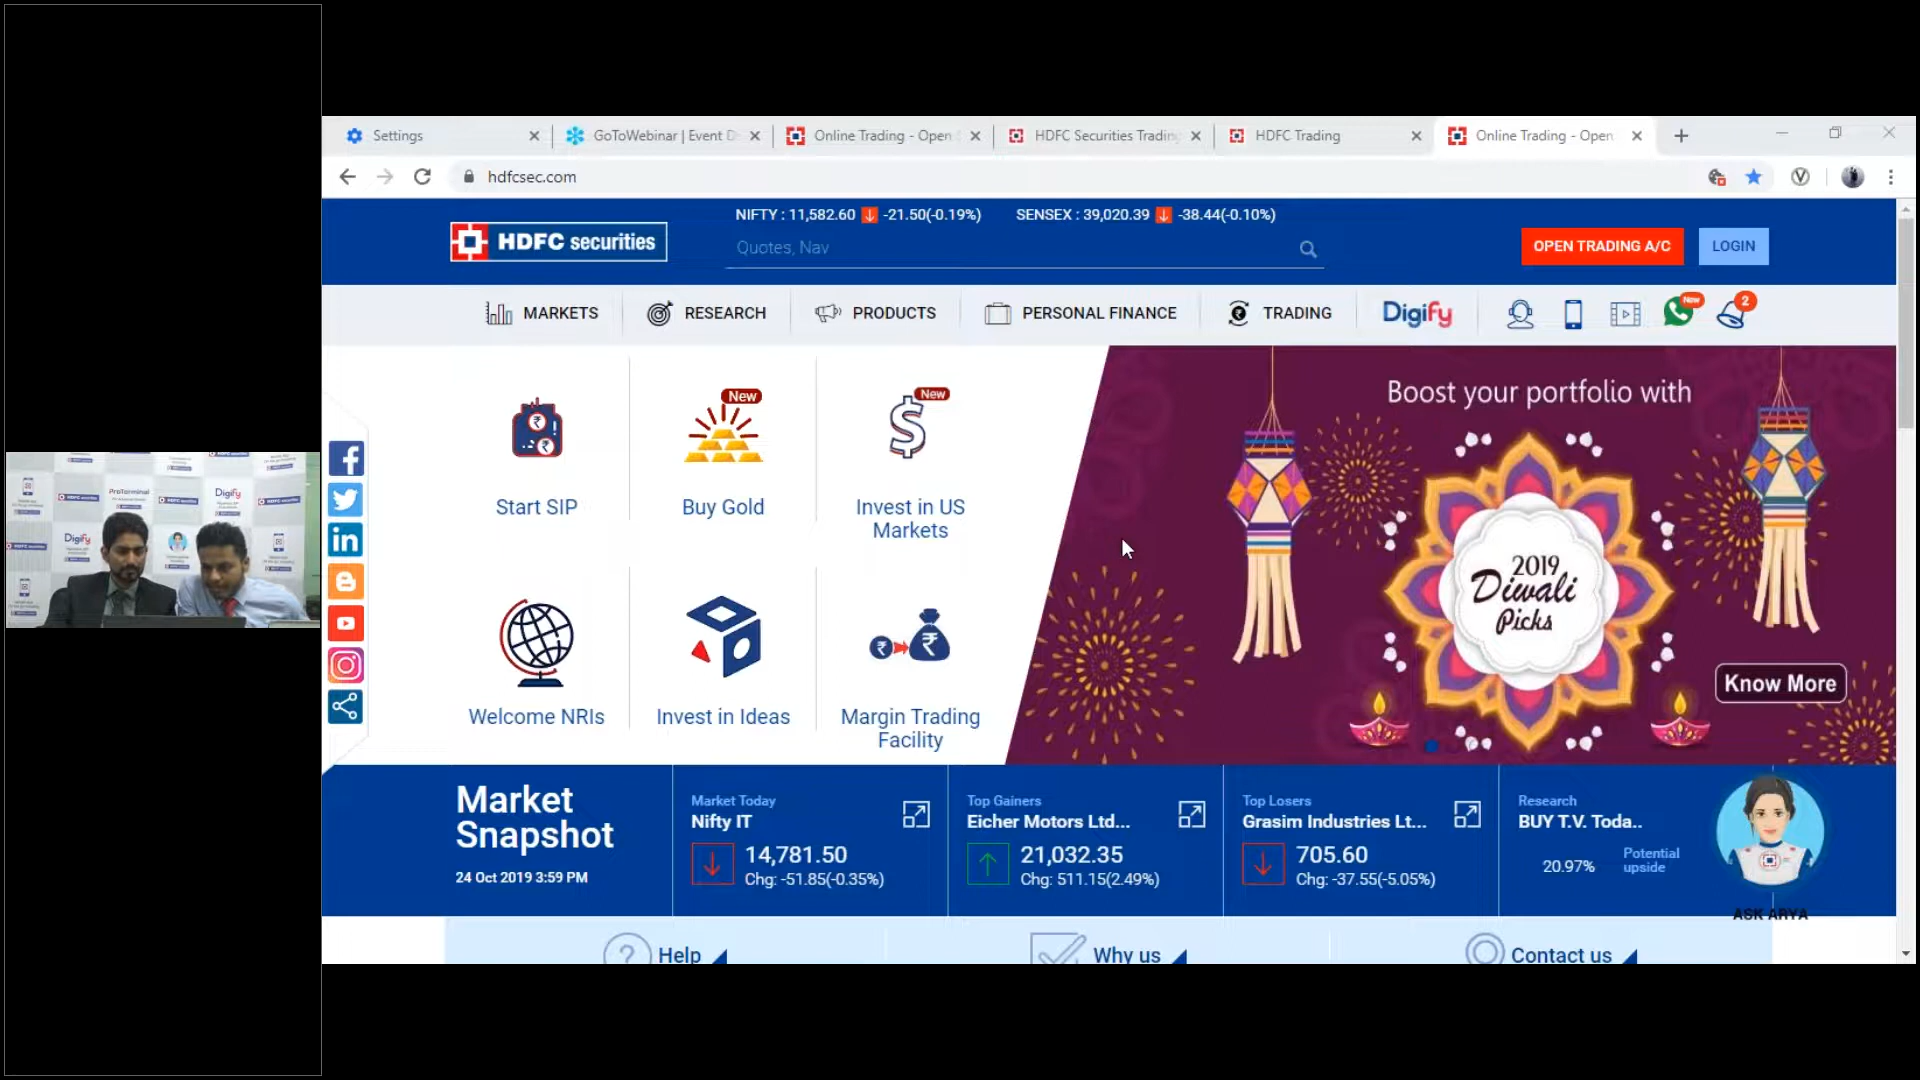 Settings
GoToWebinar | Event D
Online Trading - Open
HDFC Securities Trading
HDFC Trading
Online Trading - Open
hdfcsec.com
HDFC securities
NIFTY : 11,582.60 -21.50(-0.19%)
SENSEX : 39,020.39 -38.44(-0.10%)
Quotes, Nav
OPEN TRADING A/C
LOGIN
MARKETS
RESEARCH
PRODUCTS
PERSONAL FINANCE
TRADING
Digify
New
2
Boost your portfolio with
New
New
Start SIP
Buy Gold
Invest in US
Markets
2019
Diwali
Picks
Know More
Welcome NRIs
Invest in Ideas
Margin Trading
Facility
ProTerminal
Digify
Digify
Market
Snapshot
24 Oct 2019 3:59 PM
Market Today
Nifty IT
14,781.50
Chg: -51.85(-0.35%)
Top Gainers
Eicher Motors Ltd...
21,032.35
Chg: 511.15(2.49%)
Top Losers
Grasim Industries Lt...
705.60
Chg: -37.55(-5.05%)
Research
BUY T.V. Toda..
20.97%
Potential
upside
ASK ARYA
Help
Why us
Contact us